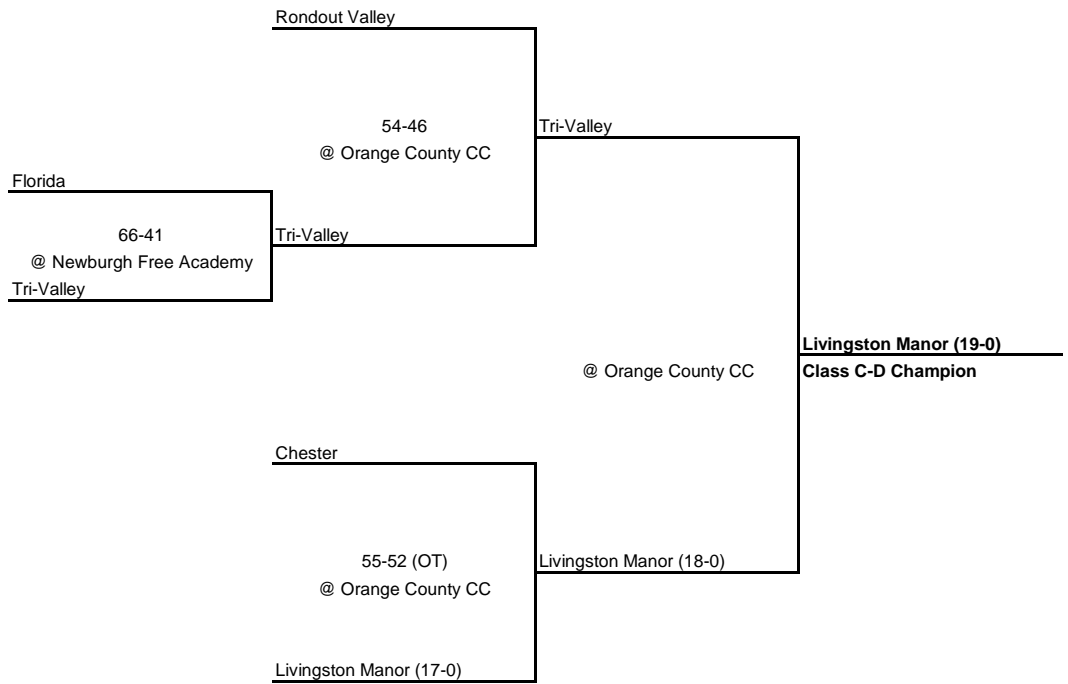 Rondout Valley
54-46
Tri-Valley
@ Orange County CC
Florida
66-41
Tri-Valley
@ Newburgh Free Academy
Tri-Valley
Livingston Manor (19-0)
@ Orange County CC
Class C-D Champion
Chester
55-52 (OT)
Livingston Manor (18-0)
@ Orange County CC
Livingston Manor (17-0)